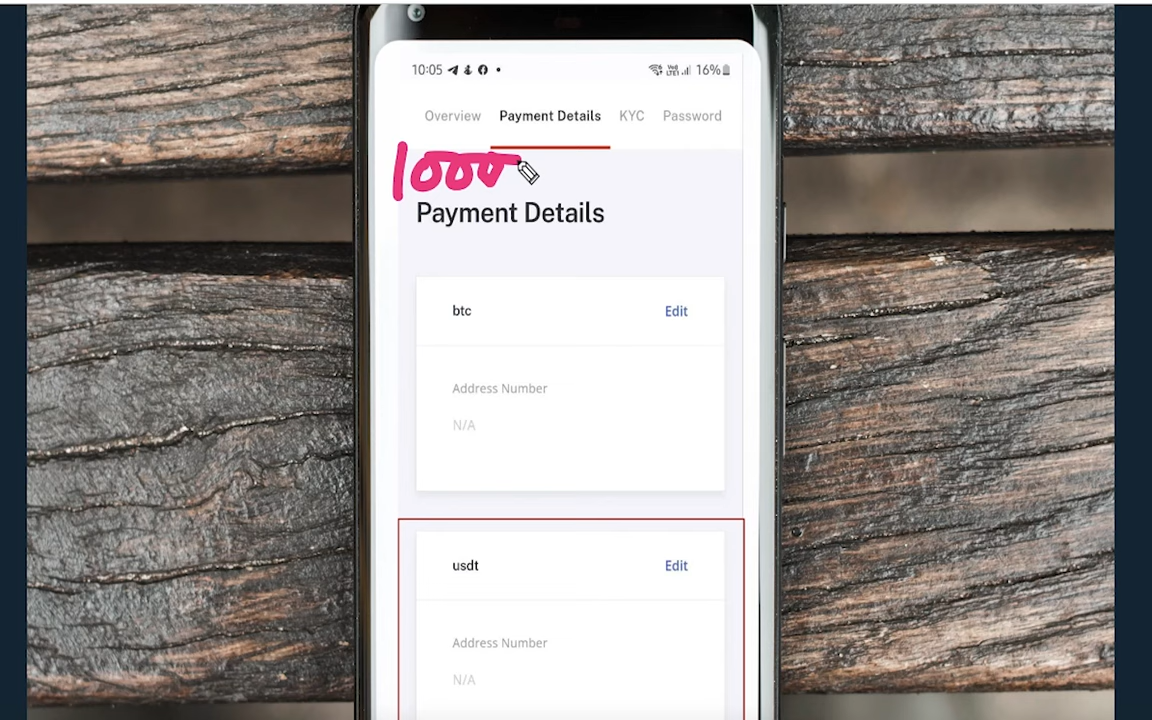 10:05 16%
Overview Payment Details KYC Password
1000
Payment Details
btc Edit
Address Number
N/A
usdt Edit
Address Number
N/A